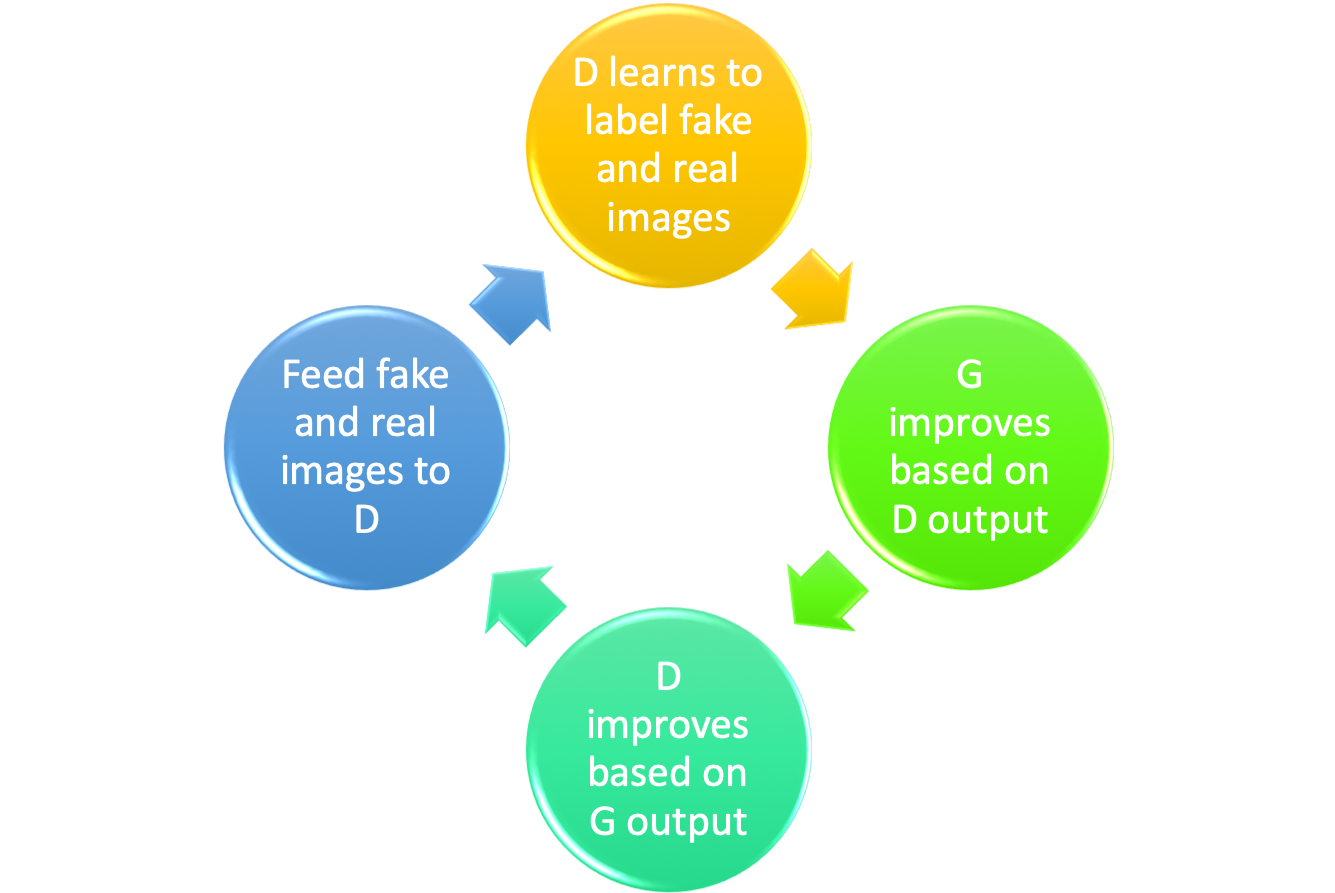 D learns to
label fake
and real
images
G
improves
based on
D output
D
improves
based on
G output
Feed fake
and real
images to
D